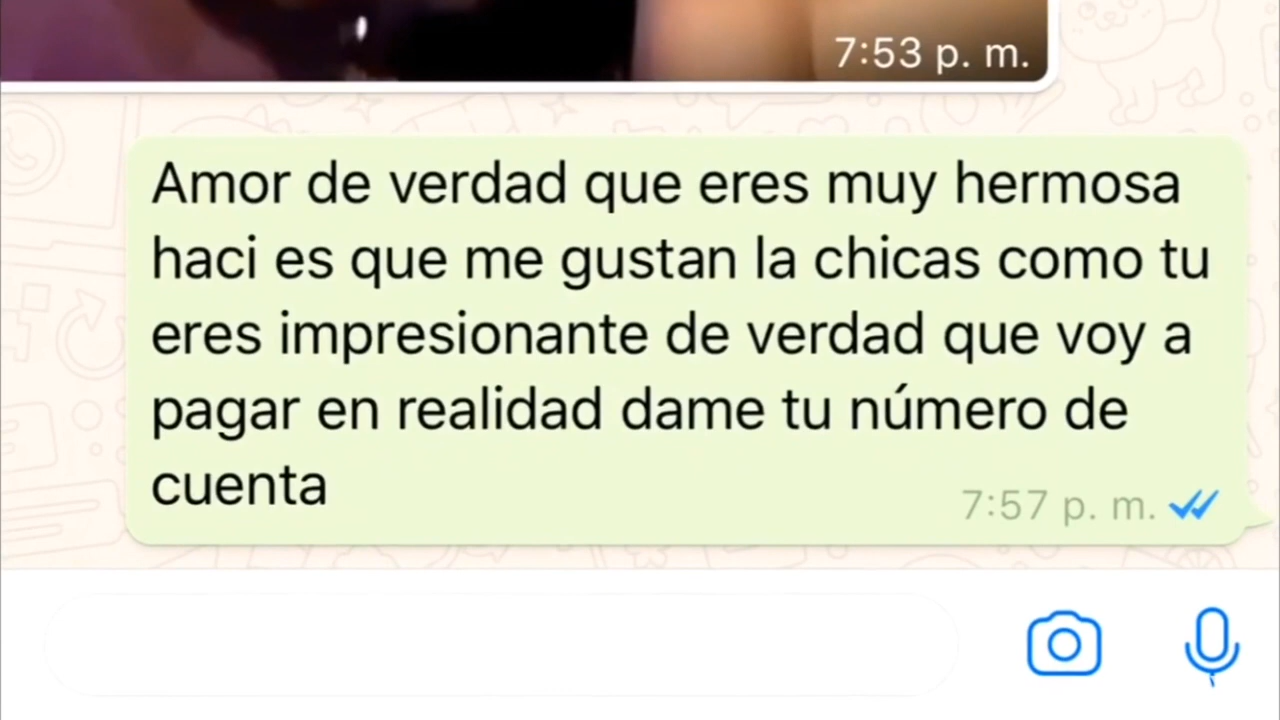 7:53 p. m.
Amor de verdad que eres muy hermosa
haci es que me gustan la chicas como tu
eres impresionante de verdad que voy a
pagar en realidad dame tu número de
cuenta
7:57 p. m.